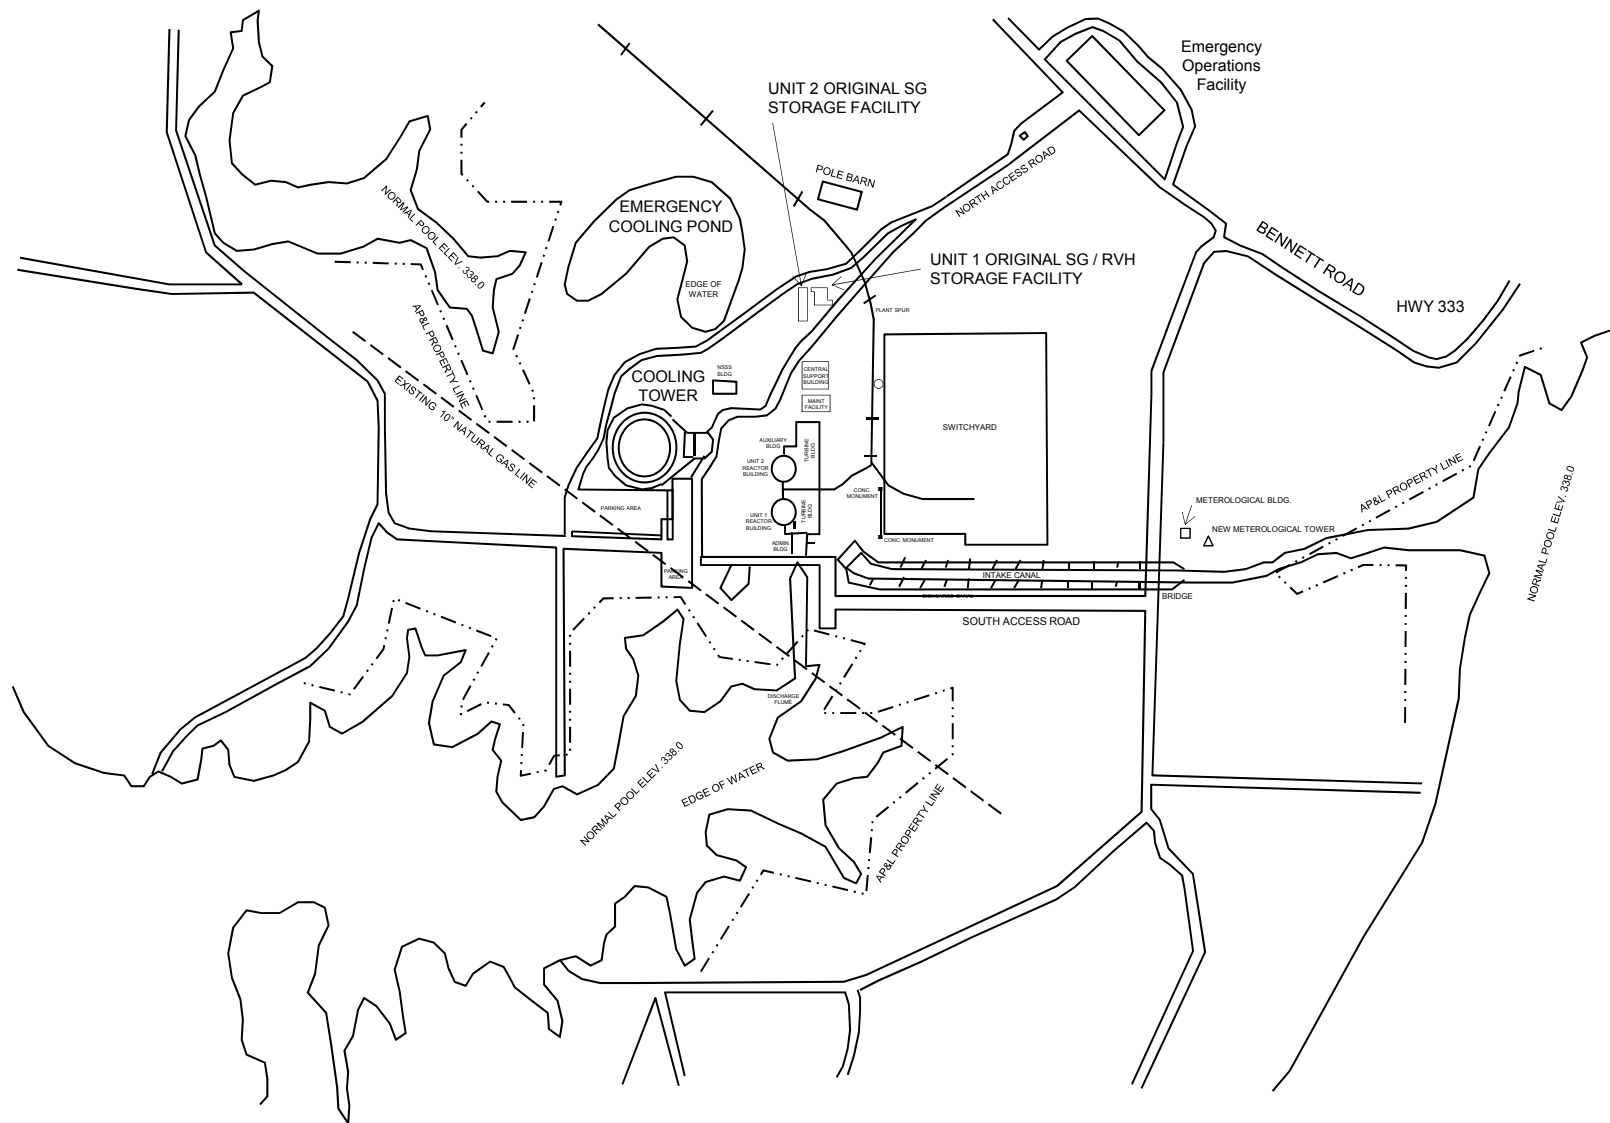 Emergency
Operations
Facility
UNIT 2 ORIGINAL SG
STORAGE FACILITY
POLE BARN
NORTH ACCESS ROAD
NORMAL POOL ELEV. 338.0
EMERGENCY
COOLING POND
EDGE OF
WATER
UNIT 1 ORIGINAL SG / RVH
STORAGE FACILITY
BENNETT ROAD
HWY 333
PLANT SPUR
AP&L PROPERTY LINE
EXISTING 10" NATURAL GAS LINE
COOLING
TOWER
NSSS
BLDG
CENTRAL
SUPPORT
BUILDING
MAINT
FACILITY
SWITCHYARD
AUXILIARY
BLDG
TURBINE
BLDG
UNIT 2
REACTOR
BUILDING
CONC.
MONUMENT
PARKING AREA
UNIT 1
REACTOR
BUILDING
TURBINE
BLDG
ADMIN
BLDG
CONC. MONUMENT
METEROLOGICAL BLDG.
NEW METEROLOGICAL TOWER
AP&L PROPERTY LINE
NORMAL POOL ELEV. 338.0
PARKING
AREA
INTAKE CANAL
DISCHARGE CANAL
BRIDGE
SOUTH ACCESS ROAD
DISCHARGE
FLUME
NORMAL POOL ELEV. 338.0
EDGE OF WATER
AP&L PROPERTY LINE